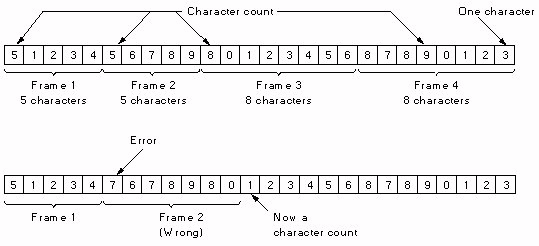 Character count One character
5 1 2 3 4 5 6 7 8 9 8 0 1 2 3 4 5 6 8 7 8 9 0 1 2 3
Frame 1 Frame 2 Frame 3 Frame 4
5 characters 5 characters 8 characters 8 characters
Error
5 1 2 3 4 7 6 7 8 9 8 0 1 2 3 4 5 6 8 7 8 9 0 1 2 3
Frame 1 Frame 2 Now a
(Wrong) character count